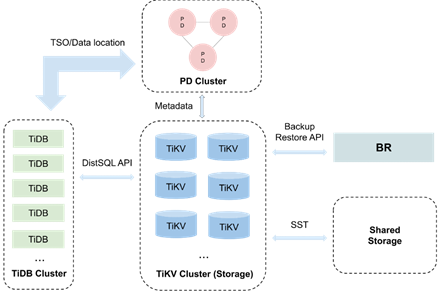 TSO/Data location
P
D
P
D
P
D
PD Cluster
Metadata
TiDB
TiDB
TiDB
TiDB
TiDB
...
TiDB Cluster
DistSQL API
TiKV
TiKV
TiKV
TiKV
TiKV
TiKV
...
TiKV Cluster (Storage)
Backup
Restore API
BR
SST
Shared
Storage